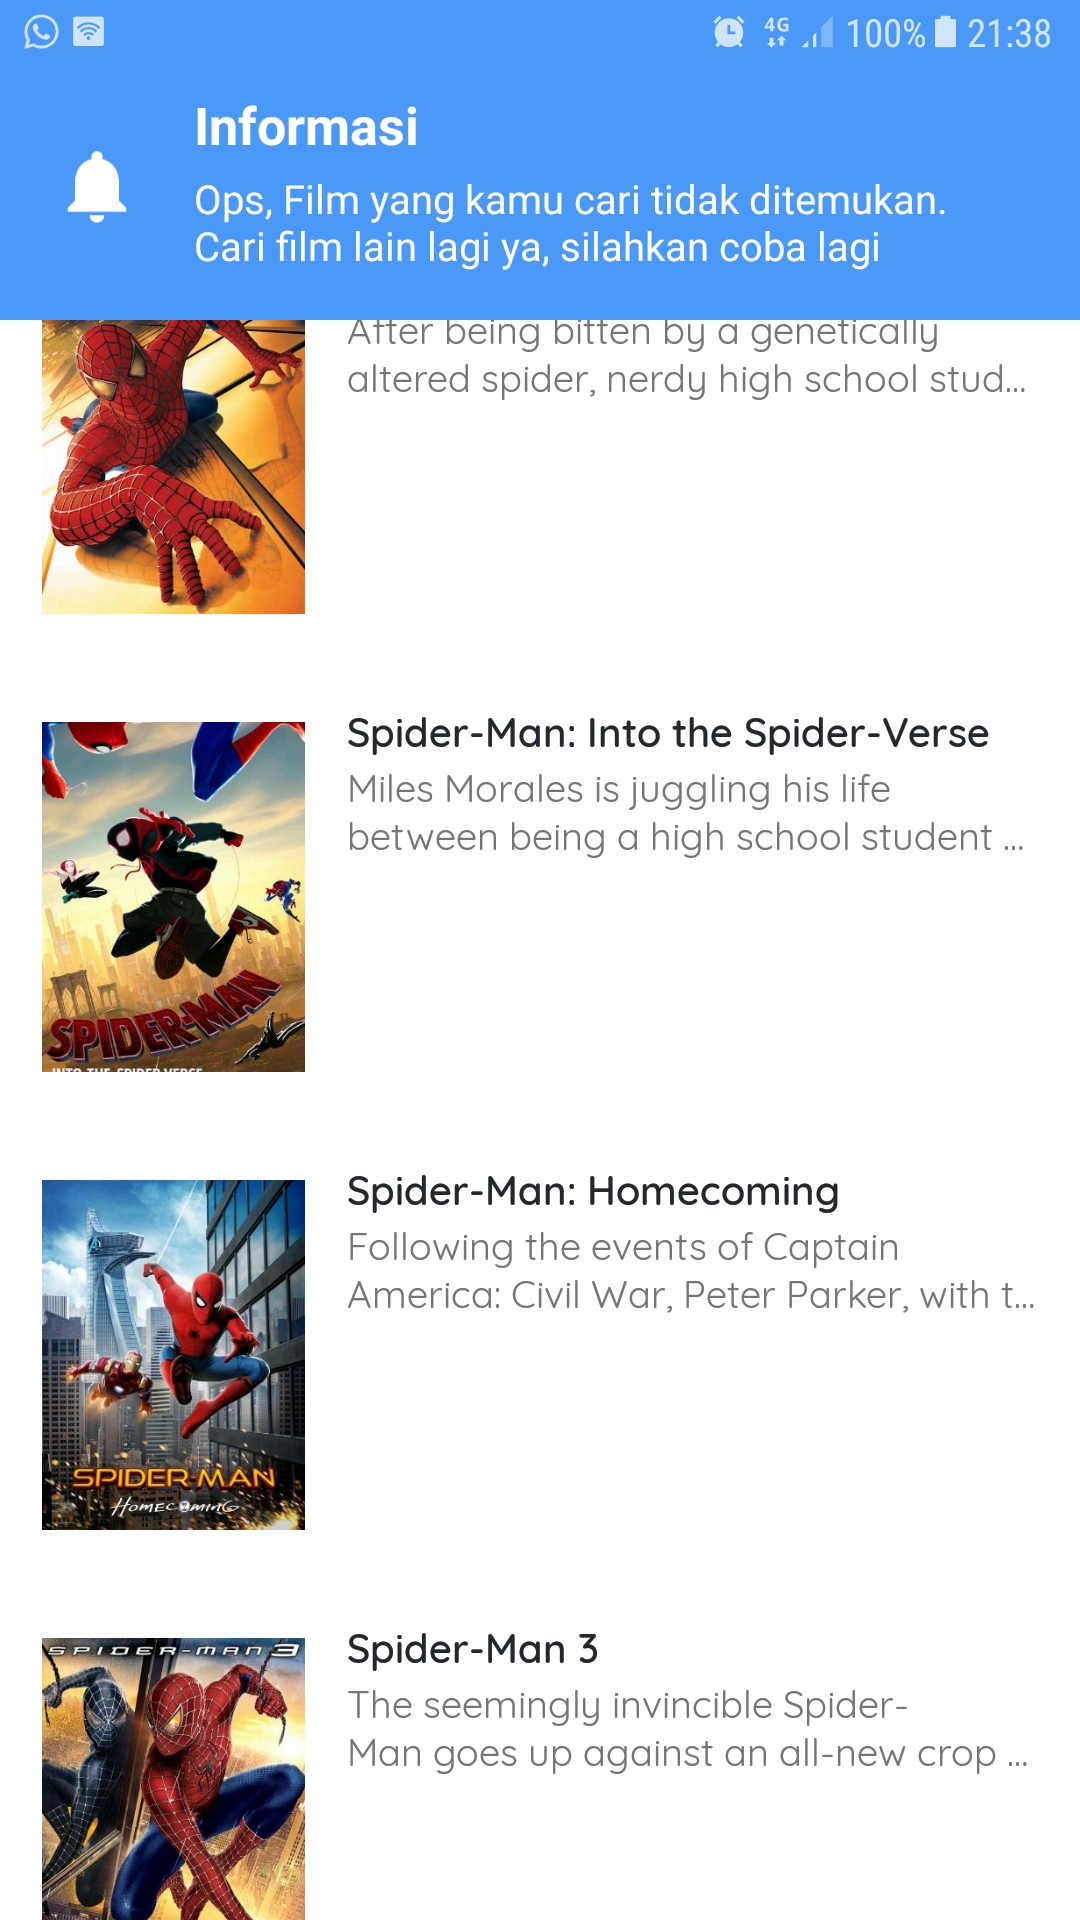 4G 100% 21:38
Informasi
Ops, Film yang kamu cari tidak ditemukan.
Cari film lain lagi ya, silahkan coba lagi
After being bitten by a genetically
altered spider, nerdy high school stud...
Spider-Man: Into the Spider-Verse
Miles Morales is juggling his life
between being a high school student ...
SPIDER-MAN
INTO THE SPIDER-VERSE
Spider-Man: Homecoming
Following the events of Captain
America: Civil War, Peter Parker, with t...
SPIDER-MAN
HOMECOMING
Spider-Man 3
SPIDER-MAN 3
The seemingly invincible Spider-
Man goes up against an all-new crop ...